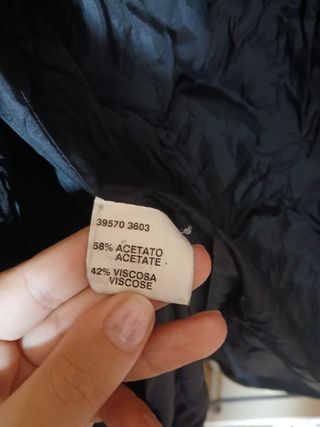 39570 3603
58% ACETATO
ACETATE
42% VISCOSA
VISCOSE